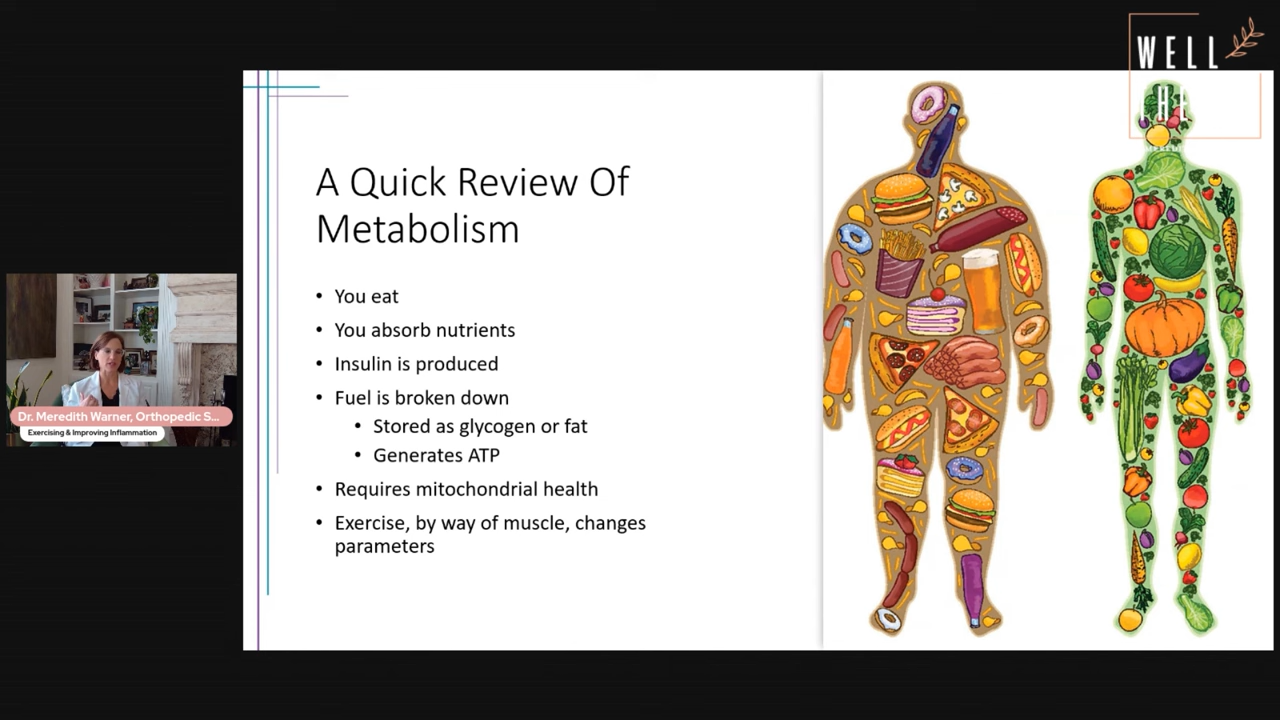 WELL
THE
A Quick Review Of
Metabolism
• You eat
• You absorb nutrients
• Insulin is produced
• Fuel is broken down
• Stored as glycogen or fat
• Generates ATP
• Requires mitochondrial health
• Exercise, by way of muscle, changes
parameters
Dr. Meredith Warner, Orthopedic S...
Exercising & Improving Inflammation